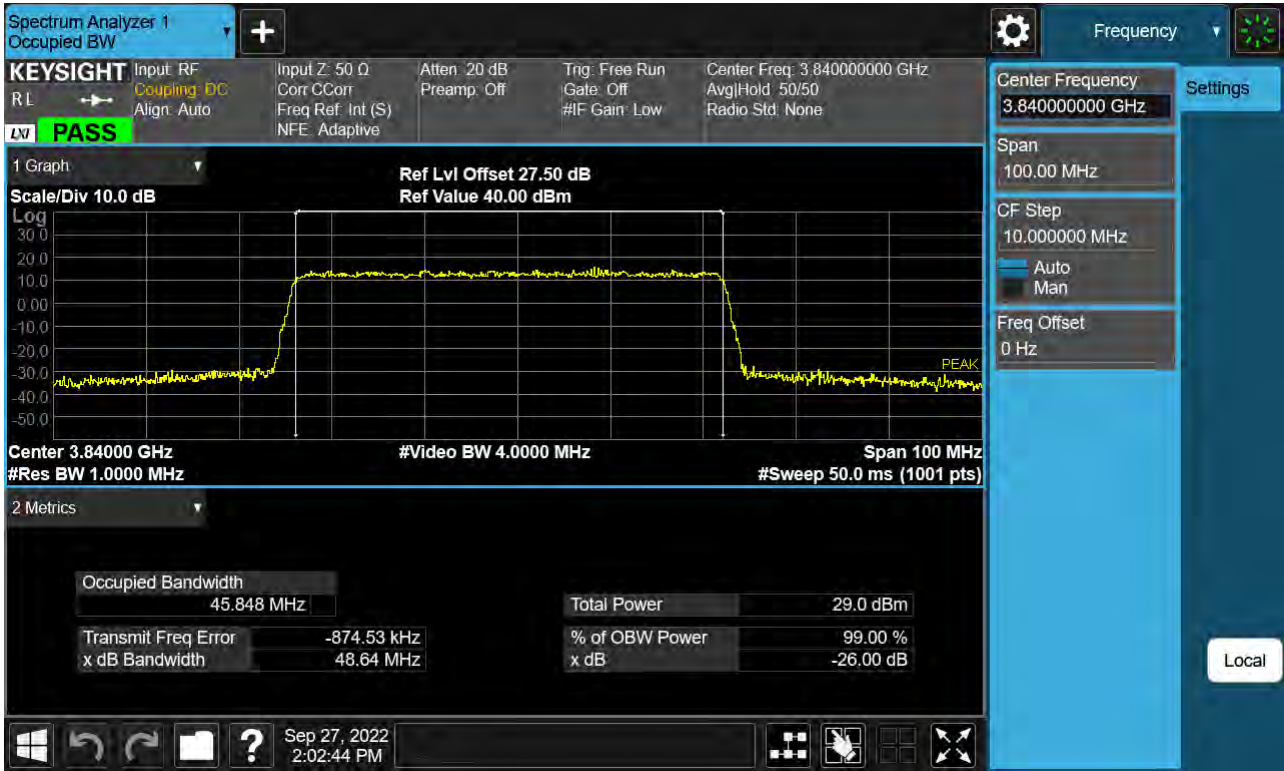 Spectrum Analyzer 1
Occupied BW
Frequency
KEYSIGHT
RL
LXI PASS
Input: RF
Coupling: DC
Align: Auto
Input Z: 50 Ω
Corr CCorr
Freq Ref: Int (S)
NFE: Adaptive
Atten: 20 dB
Preamp: Off
Trig: Free Run
Gate: Off
#IF Gain: Low
Center Freq: 3.840000000 GHz
Avg|Hold: 50/50
Radio Std: None
Center Frequency
3.840000000 GHz
Settings
Span
100.00 MHz
CF Step
10.000000 MHz
Auto
Man
Freq Offset
0 Hz
Local
1 Graph
Scale/Div 10.0 dB
Ref Lvl Offset 27.50 dB
Ref Value 40.00 dBm
Log
30.0
20.0
10.0
0.00
-10.0
-20.0
-30.0
-40.0
-50.0
PEAK
Center 3.84000 GHz
#Video BW 4.0000 MHz
Span 100 MHz
#Res BW 1.0000 MHz
#Sweep 50.0 ms (1001 pts)
2 Metrics
Occupied Bandwidth
45.848 MHz
Total Power 29.0 dBm
Transmit Freq Error -874.53 kHz
% of OBW Power 99.00 %
x dB Bandwidth 48.64 MHz
x dB -26.00 dB
?
Sep 27, 2022
2:02:44 PM